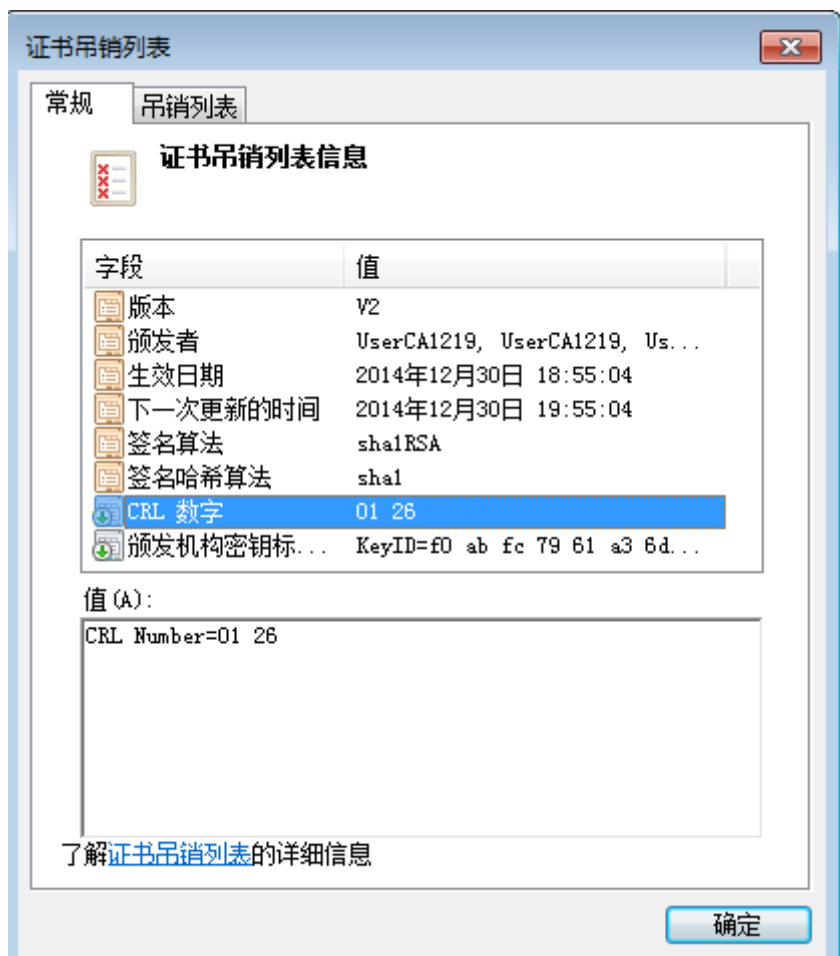 证书吊销列表
常规 吊销列表
证书吊销列表信息
字段 值
版本 V2
颁发者 UserCA1219, UserCA1219, Us...
生效日期 2014年12月30日 18:55:04
下一次更新的时间 2014年12月30日 19:55:04
签名算法 sha1RSA
签名哈希算法 sha1
CRL 数字 01 26
颁发机构密钥标... KeyID=f0 ab fc 79 61 a3 6d...
值(A):
CRL Number=01 26
了解证书吊销列表的详细信息
确定